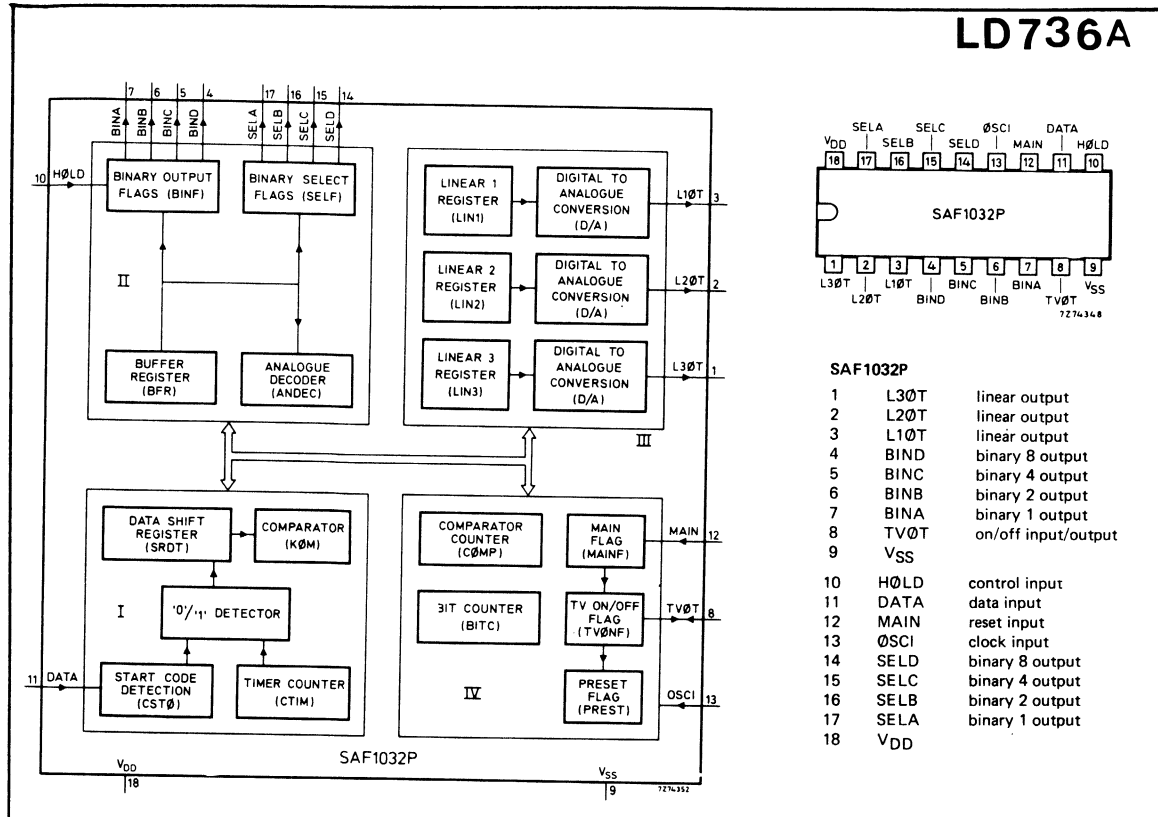 LD736A
7 6 5 4 17 16 15 14
BINA BINB BINC BIND SELA SELB SELC SELD
10 HØLD
BINARY OUTPUT
FLAGS (BINF)
BINARY SELECT
FLAGS (SELF)
II
BUFFER
REGISTER
(BFR)
ANALOGUE
DECODER
(ANDEC)
LINEAR 1
REGISTER
(LIN1)
DIGITAL TO
ANALOGUE
CONVERSION
(D/A)
L1ØT 3
LINEAR 2
REGISTER
(LIN2)
DIGITAL TO
ANALOGUE
CONVERSION
(D/A)
L2ØT 2
LINEAR 3
REGISTER
(LIN3)
DIGITAL TO
ANALOGUE
CONVERSION
(D/A)
L3ØT 1
III
DATA SHIFT
REGISTER
(SRDT)
COMPARATOR
(KØM)
I
'0'/'1' DETECTOR
11 DATA
START CODE
DETECTION
(CSTØ)
TIMER COUNTER
(CTIM)
COMPARATOR
COUNTER
(CØMP)
MAIN
FLAG
(MAINF)
MAIN 12
BIT COUNTER
(BITC)
TV ON/OFF
FLAG
(TVØNF)
TVØT 8
IV
PRESET
FLAG
(PREST)
OSCI 13
SAF1032P
VDD
18
VSS
9
7Z74352
SELA SELC ØSCI DATA
VDD SELB SELD MAIN HØLD
18 17 16 15 14 13 12 11 10
SAF1032P
1 2 3 4 5 6 7 8 9
L3ØT L1ØT BINC BINA VSS
L2ØT BIND BINB TVØT
7Z74348
SAF1032P
1 L3ØT linear output
2 L2ØT linear output
3 L1ØT linear output
4 BIND binary 8 output
5 BINC binary 4 output
6 BINB binary 2 output
7 BINA binary 1 output
8 TVØT on/off input/output
9 VSS
10 HØLD control input
11 DATA data input
12 MAIN reset input
13 ØSCI clock input
14 SELD binary 8 output
15 SELC binary 4 output
16 SELB binary 2 output
17 SELA binary 1 output
18 VDD